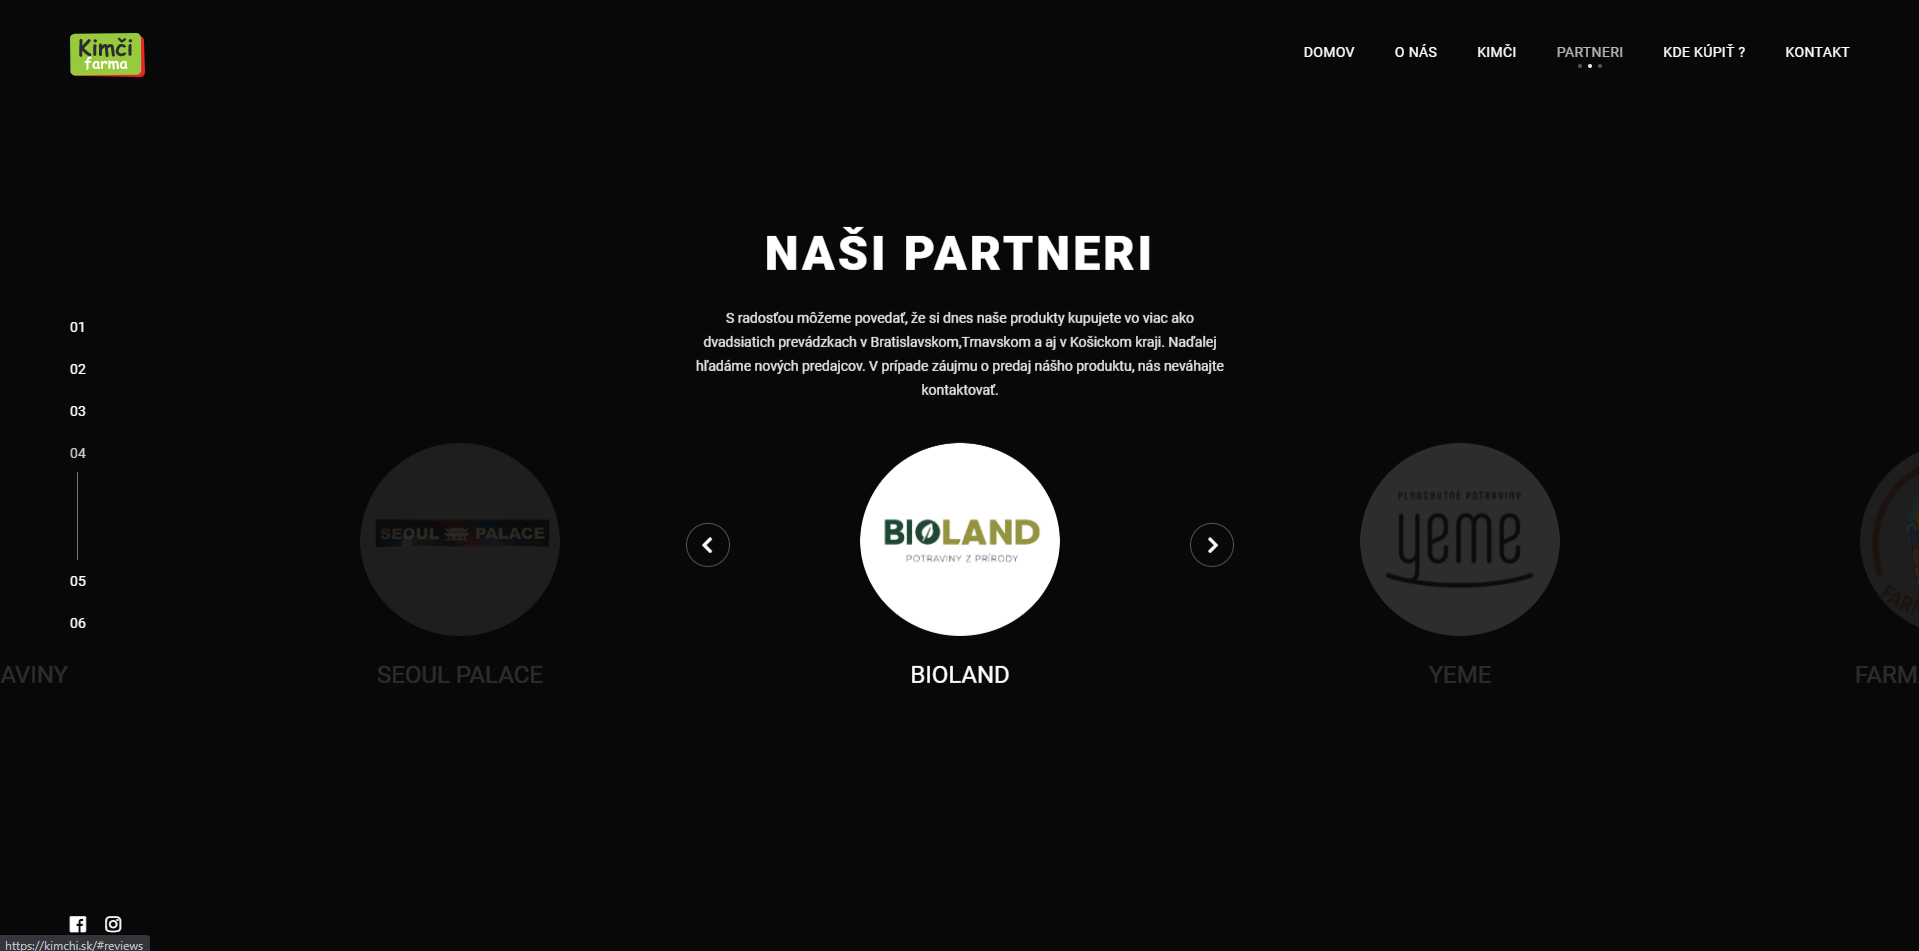 Kimči
farma
DOMOV
O NÁS
KIMČI
PARTNERI
KDE KÚPIŤ ?
KONTAKT
NAŠI PARTNERI
S radosťou môžeme povedať, že si dnes naše produkty kupujete vo viac ako
dvadsiatich prevádzkach v Bratislavskom,Trnavskom a aj v Košickom kraji. Naďalej
hľadáme nových predajcov. V prípade záujmu o predaj nášho produktu, nás neváhajte
kontaktovať.
01
02
03
04
05
06
SEOUL PALACE
BIOLAND
POTRAVINY Z PRÍRODY
PLNOCHUTNÉ POTRAVINY
yeme
FARM
AVINY
SEOUL PALACE
BIOLAND
YEME
FARM
https://kimchi.sk/#reviews